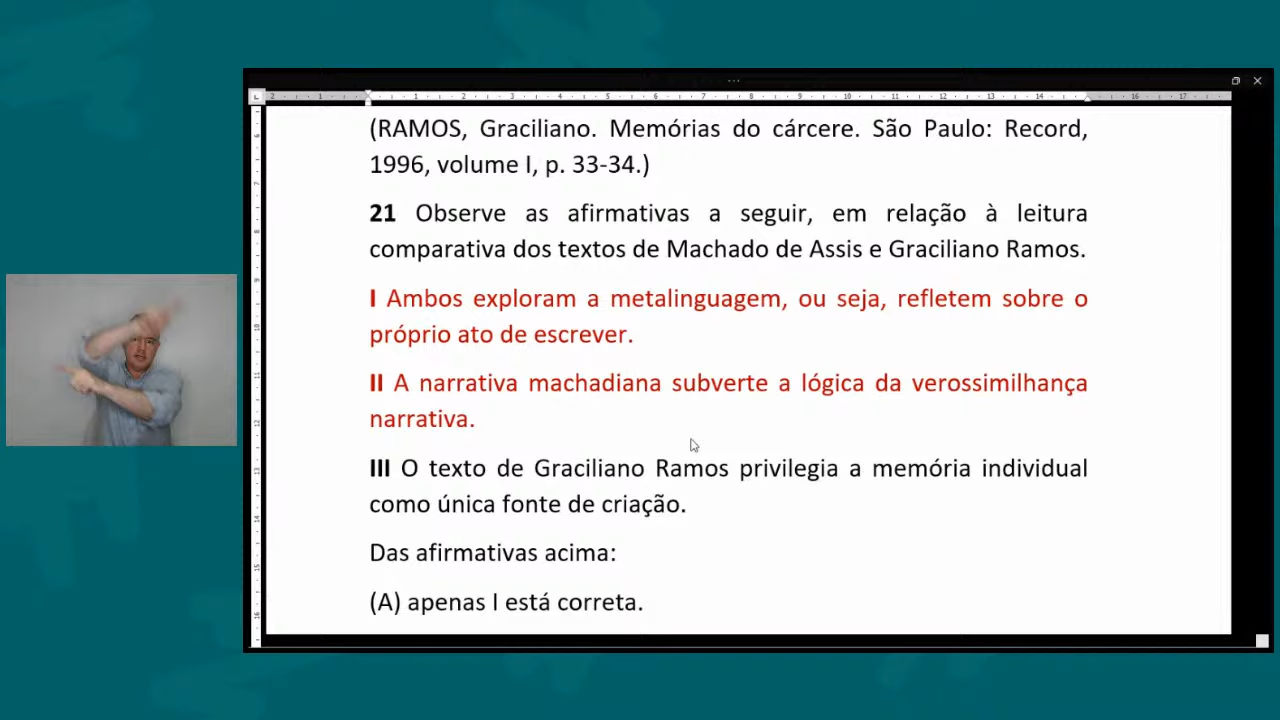 (RAMOS, Graciliano. Memórias do cárcere. São Paulo: Record,
1996, volume I, p. 33-34.)
21 Observe as afirmativas a seguir, em relação à leitura
comparativa dos textos de Machado de Assis e Graciliano Ramos.
I Ambos exploram a metalinguagem, ou seja, refletem sobre o
próprio ato de escrever.
II A narrativa machadiana subverte a lógica da verossimilhança
narrativa.
III O texto de Graciliano Ramos privilegia a memória individual
como única fonte de criação.
Das afirmativas acima:
(A) apenas I está correta.